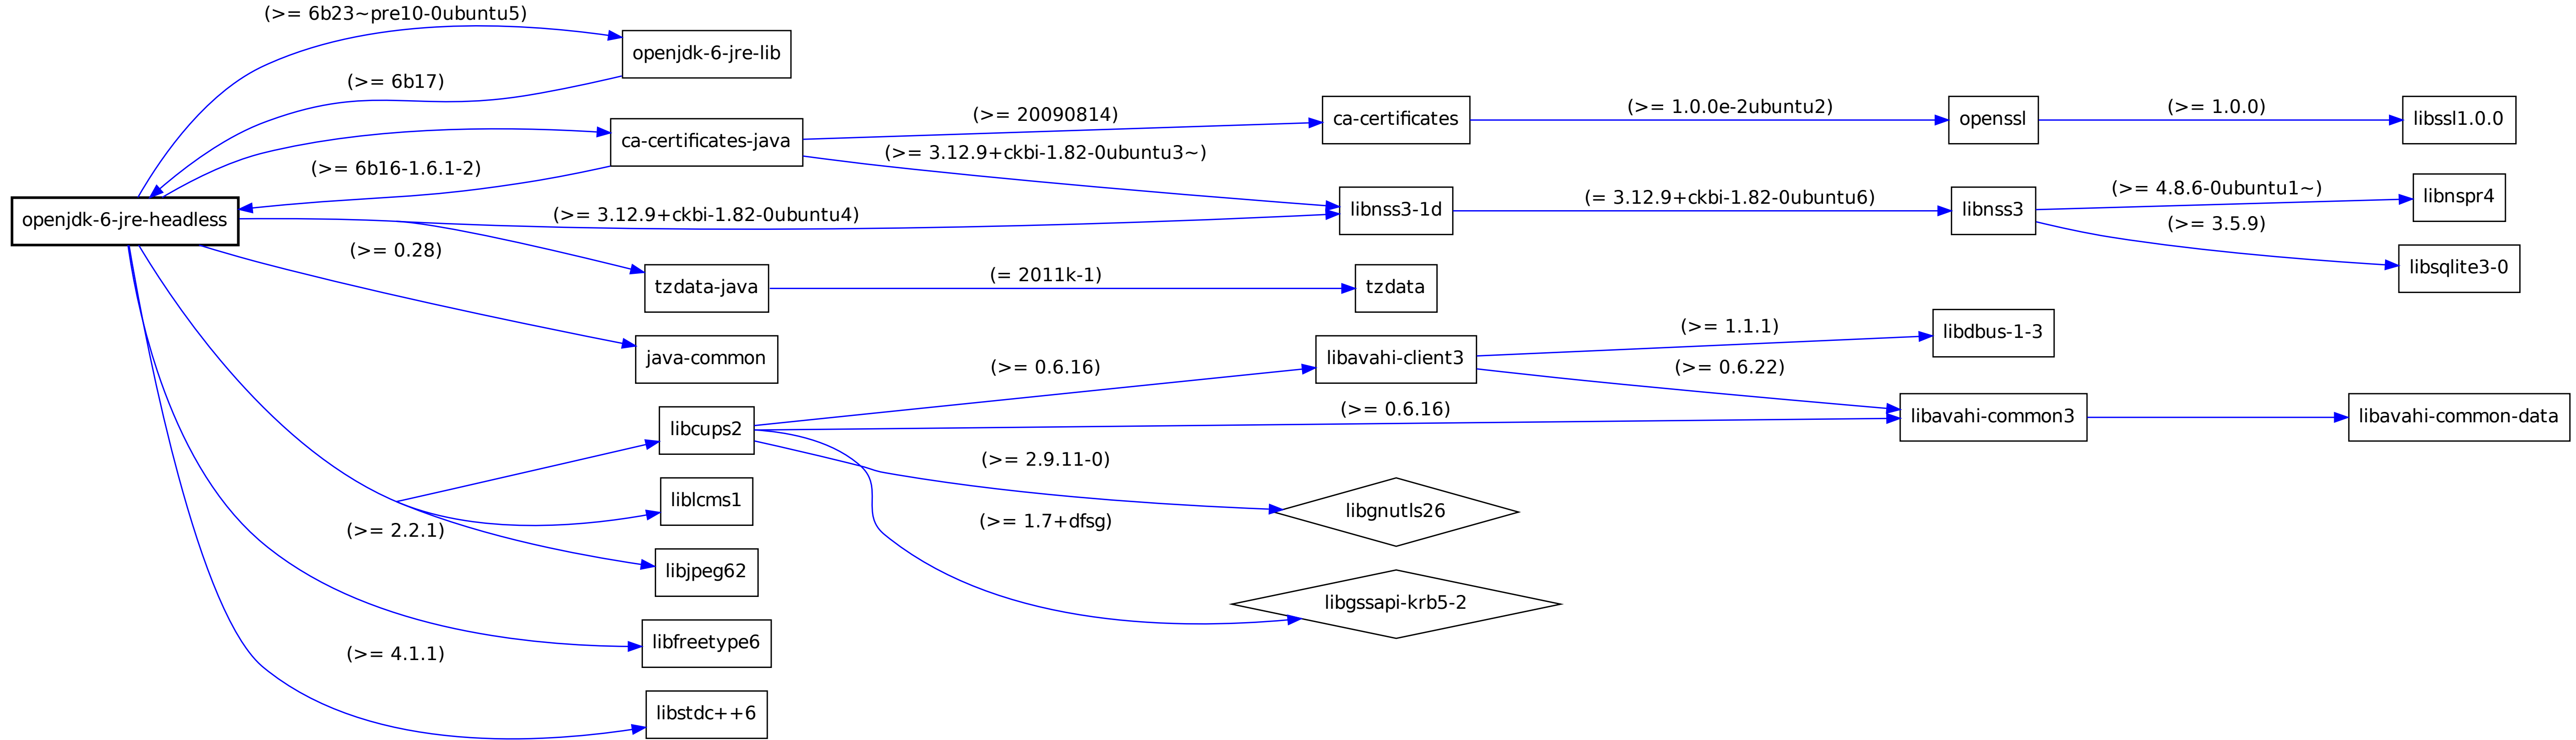 (>= 6b23~pre10-0ubuntu5)
openjdk-6-jre-lib
(>= 6b17)
(>= 20090814)
ca-certificates
(>= 1.0.0e-2ubuntu2)
openssl
(>= 1.0.0)
libssl1.0.0
ca-certificates-java
(>= 3.12.9+ckbi-1.82-0ubuntu3~)
(>= 6b16-1.6.1-2)
openjdk-6-jre-headless
(>= 3.12.9+ckbi-1.82-0ubuntu4)
libnss3-1d
(= 3.12.9+ckbi-1.82-0ubuntu6)
libnss3
(>= 4.8.6-0ubuntu1~)
libnspr4
(>= 3.5.9)
libsqlite3-0
(>= 0.28)
tzdata-java
(= 2011k-1)
tzdata
java-common
(>= 0.6.16)
libavahi-client3
(>= 1.1.1)
libdbus-1-3
(>= 0.6.22)
libcups2
(>= 0.6.16)
libavahi-common3
libavahi-common-data
(>= 2.9.11-0)
liblcms1
libgnutls26
(>= 2.2.1)
(>= 1.7+dfsg)
libjpeg62
libgssapi-krb5-2
libfreetype6
(>= 4.1.1)
libstdc++6